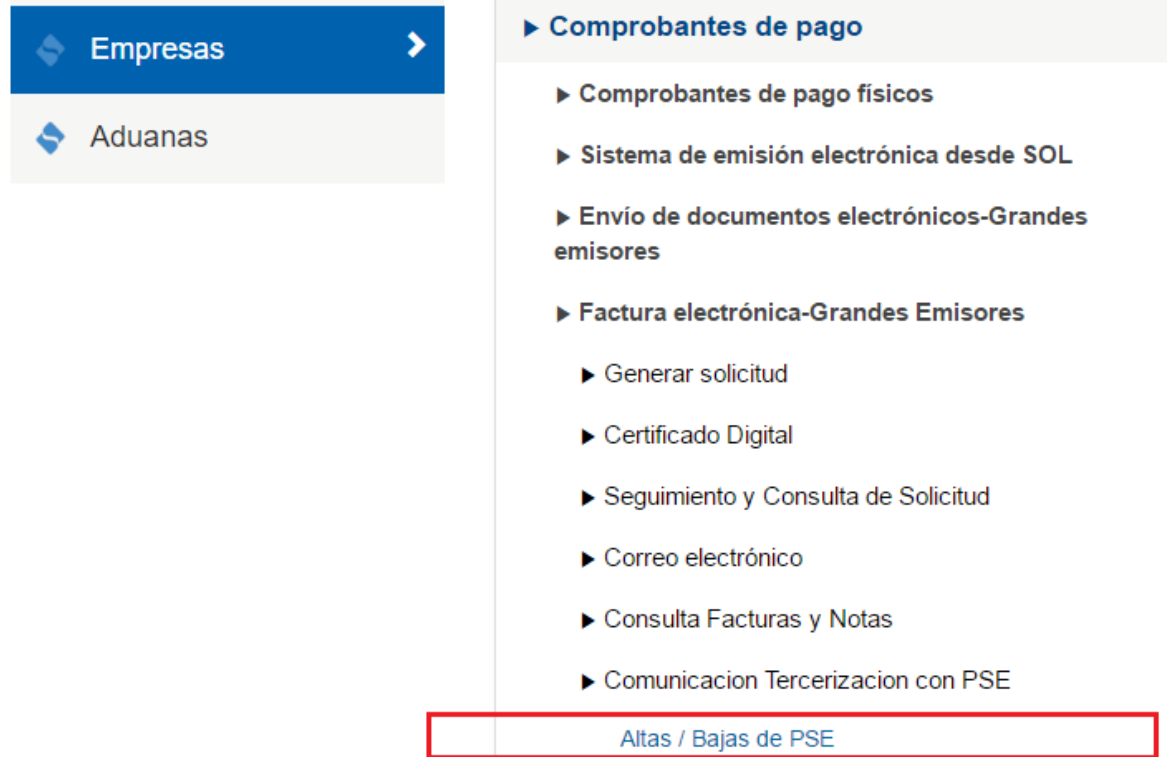 Empresas
Aduanas
Comprobantes de pago
Comprobantes de pago físicos
Sistema de emisión electrónica desde SOL
Envío de documentos electrónicos-Grandes
emisores
Factura electrónica-Grandes Emisores
Generar solicitud
Certificado Digital
Seguimiento y Consulta de Solicitud
Correo electrónico
Consulta Facturas y Notas
Comunicacion Tercerizacion con PSE
Altas / Bajas de PSE